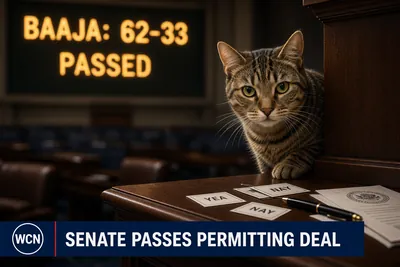 BAAJA: 62-33
PASSED
YEA
NAY
NAY
WCN
SENATE PASSES PERMITTING DEAL